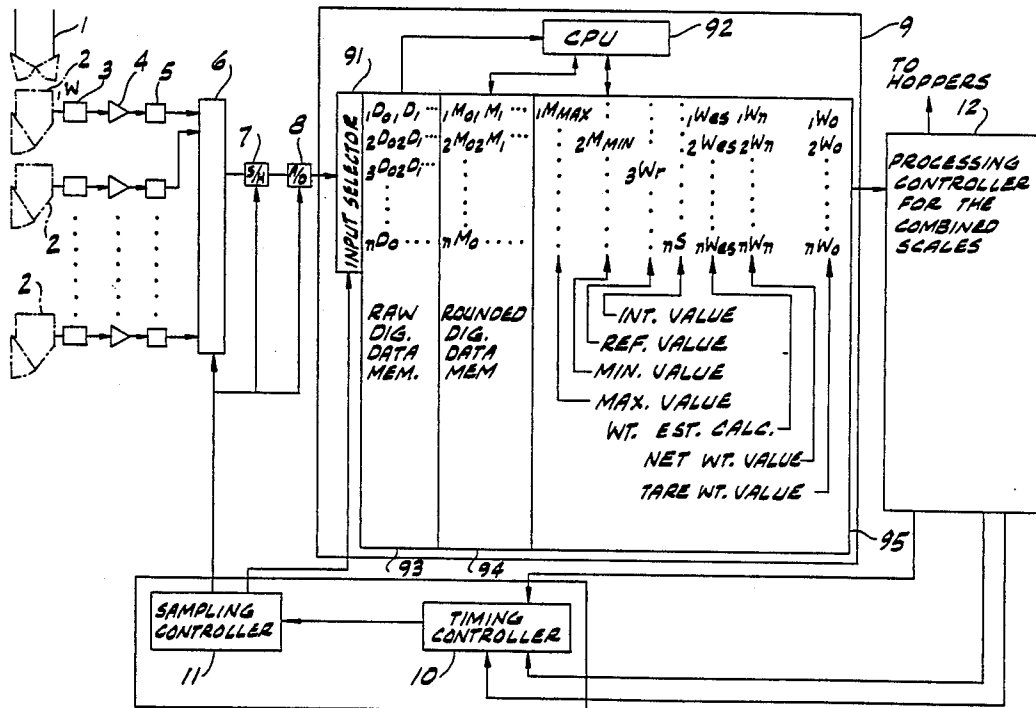 1
2
3
4
5
6
1W
7
S/H
8
A/D
2
2
91
INPUT SELECTOR
CPU
92
9
1D01 D1 ...
2D02 D1 ...
3D02 D1 ...
nD0 ....
1M01 M1 ...
2M02 M1 ...
nM0 ....
1MMAX
2MMIN
3Wr
nS
1Wes 1Wn
2Wes 2Wn
nWes nWn
1W0
2W0
nW0
RAW
DIG.
DATA
MEM.
ROUNDED
DIG.
DATA
MEM
INT. VALUE
REF. VALUE
MIN. VALUE
MAX. VALUE
WT. EST. CALC.
NET WT. VALUE
TARE WT. VALUE
93
94
95
TO
HOPPERS
12
PROCESSING
CONTROLLER
FOR THE
COMBINED
SCALES
SAMPLING
CONTROLLER
11
TIMING
CONTROLLER
10